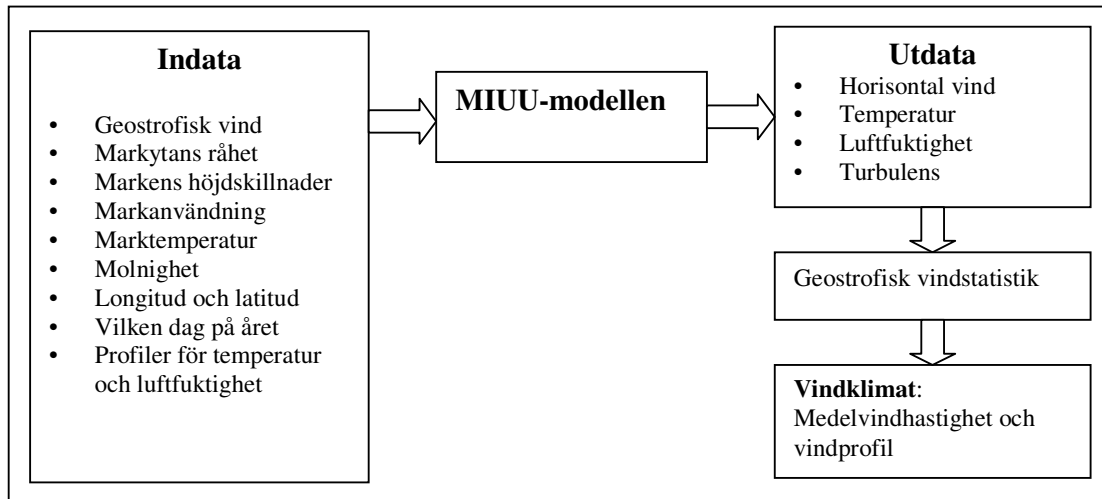 Indata
• Geostrofisk vind
• Markytans råhet
• Markens höjdskillnader
• Markanvändning
• Marktemperatur
• Molnighet
• Longitud och latitud
• Vilken dag på året
• Profiler för temperatur
och luftfuktighet
MIUU-modellen
Utdata
• Horisontal vind
• Temperatur
• Luftfuktighet
• Turbulens
Geostrofisk vindstatistik
Vindklimat:
Medelvindhastighet och
vindprofil